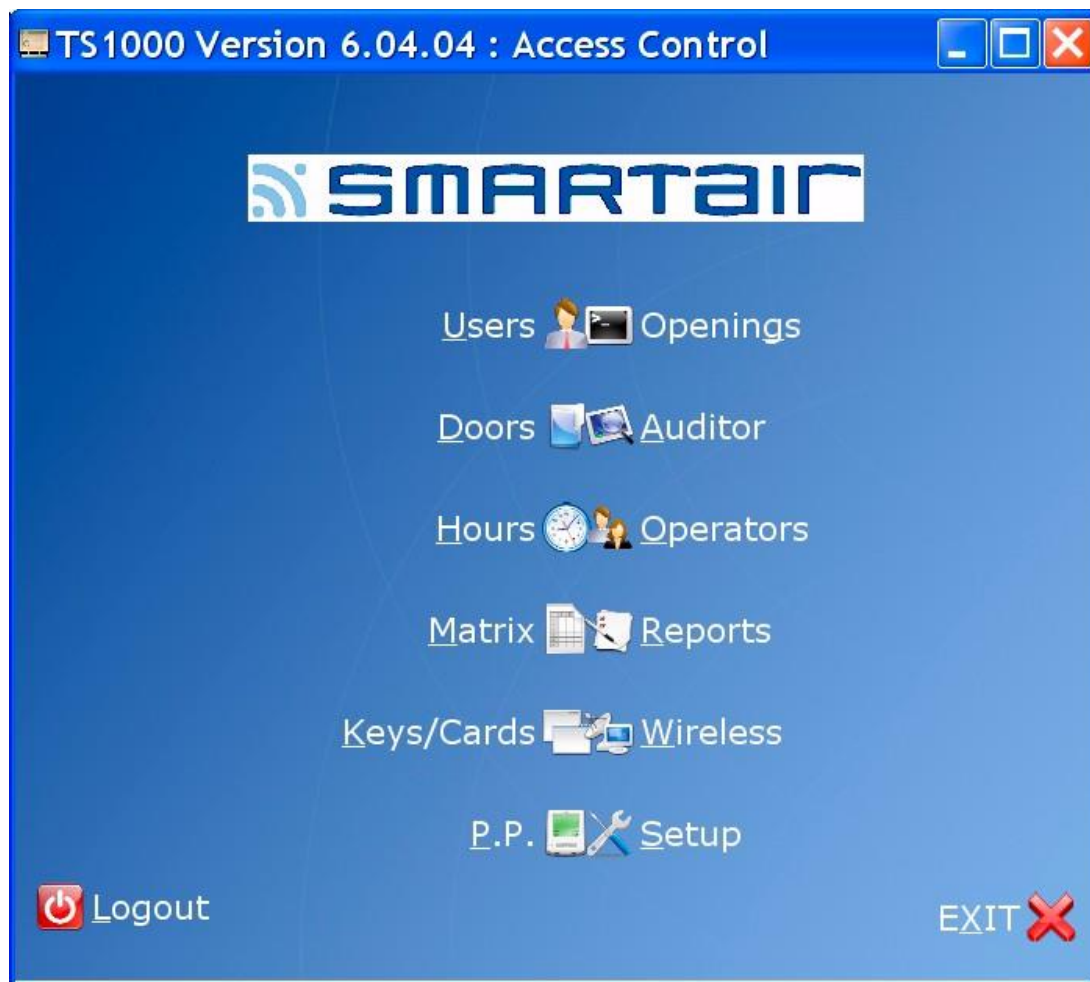 TS1000 Version 6.04.04 : Access Control
SMARTair
Users Openings
Doors Auditor
Hours Operators
Matrix Reports
Keys/Cards Wireless
P.P. Setup
Logout EXIT